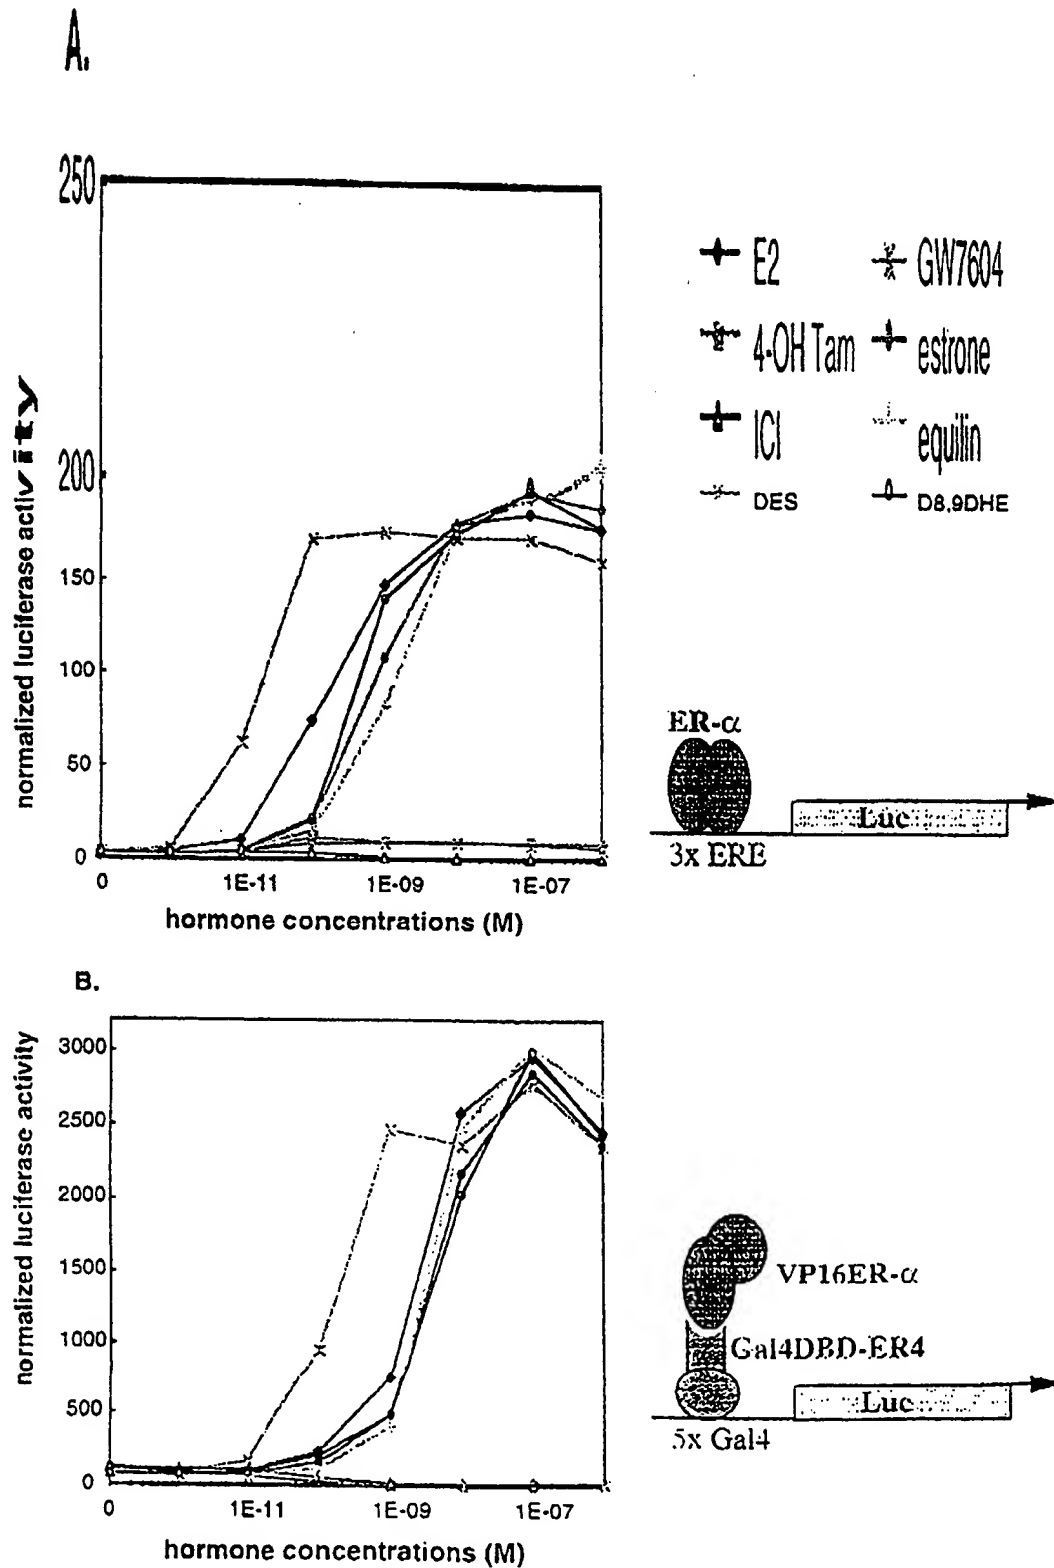 A.
250
200
150
100
50
0
normalized luciferase activity
0 1E-11 1E-09 1E-07
hormone concentrations (M)
E2
4-OH Tam
ICI
DES
GW7604
estrone
equilin
D8,9DHE
ER-α
Luc
3x ERE
B.
3000
2500
2000
1500
1000
500
0
normalized luciferase activity
0 1E-11 1E-09 1E-07
hormone concentrations (M)
VP16ER-α
Gal4DBD-ER4
Luc
5x Gal4